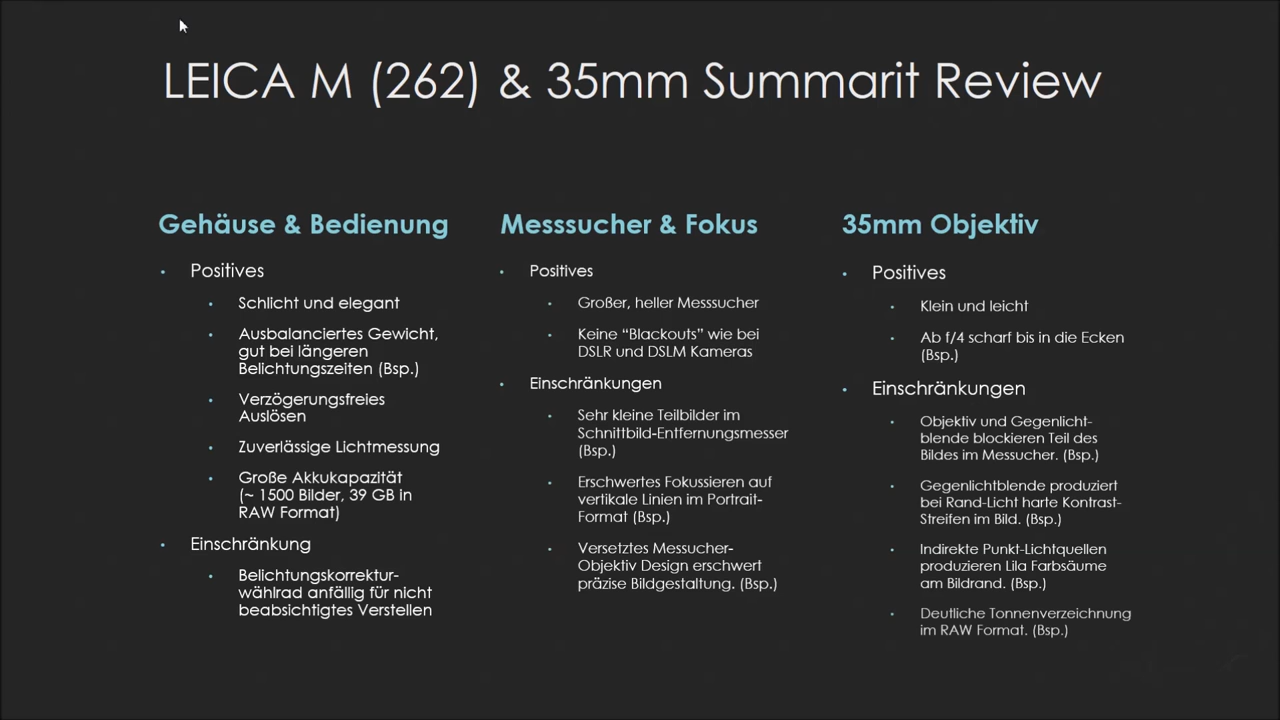 LEICA M (262) & 35mm Summarit Review
Gehäuse & Bedienung
Positives
Schlicht und elegant
Ausbalanciertes Gewicht,
gut bei längeren
Belichtungszeiten (Bsp.)
Verzögerungsfreies
Auslösen
Zuverlässige Lichtmessung
Große Akkukapazität
(~ 1500 Bilder, 39 GB in
RAW Format)
Einschränkung
Belichtungskorrektur-
wählrad anfällig für nicht
beabsichtigtes Verstellen
Messsucher & Fokus
Positives
Großer, heller Messsucher
Keine “Blackouts” wie bei
DSLR und DSLM Kameras
Einschränkungen
Sehr kleine Teilbilder im
Schnittbild-Entfernungsmesser
(Bsp.)
Erschwertes Fokussieren auf
vertikale Linien im Portrait-
Format (Bsp.)
Versetztes Messucher-
Objektiv Design erschwert
präzise Bildgestaltung. (Bsp.)
35mm Objektiv
Positives
Klein und leicht
Ab f/4 scharf bis in die Ecken
(Bsp.)
Einschränkungen
Objektiv und Gegenlicht-
blende blockieren Teil des
Bildes im Messucher. (Bsp.)
Gegenlichtblende produziert
bei Rand-Licht harte Kontrast-
Streifen im Bild. (Bsp.)
Indirekte Punkt-Lichtquellen
produzieren Lila Farbsäume
am Bildrand. (Bsp.)
Deutliche Tonnenverzeichnung
im RAW Format. (Bsp.)